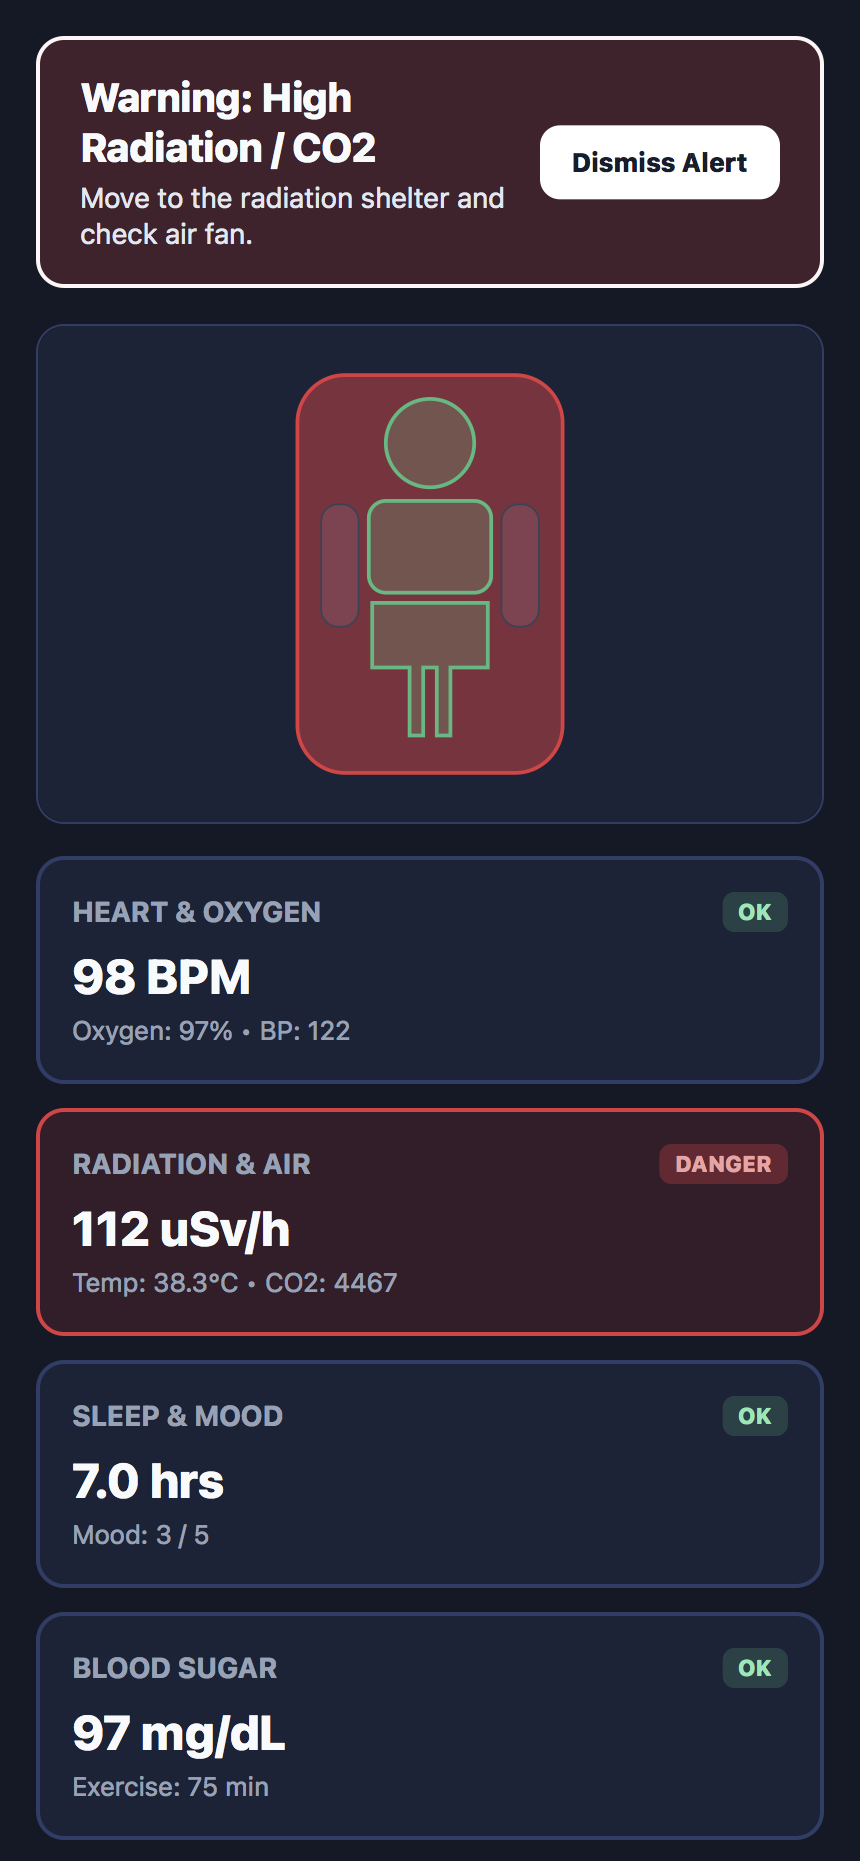 Warning: High
Radiation / CO2
Move to the radiation shelter and
check air fan.
Dismiss Alert
HEART & OXYGEN
OK
98 BPM
Oxygen: 97% • BP: 122
RADIATION & AIR
DANGER
112 uSv/h
Temp: 38.3°C • CO2: 4467
SLEEP & MOOD
OK
7.0 hrs
Mood: 3 / 5
BLOOD SUGAR
OK
97 mg/dL
Exercise: 75 min